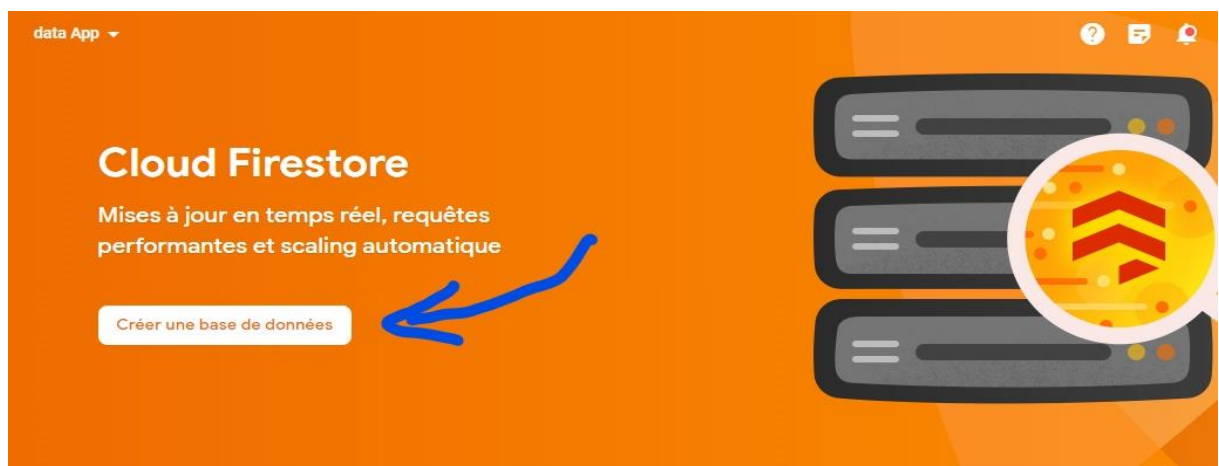 data App
Cloud Firestore
Mises à jour en temps réel, requêtes
performantes et scaling automatique
Créer une base de données